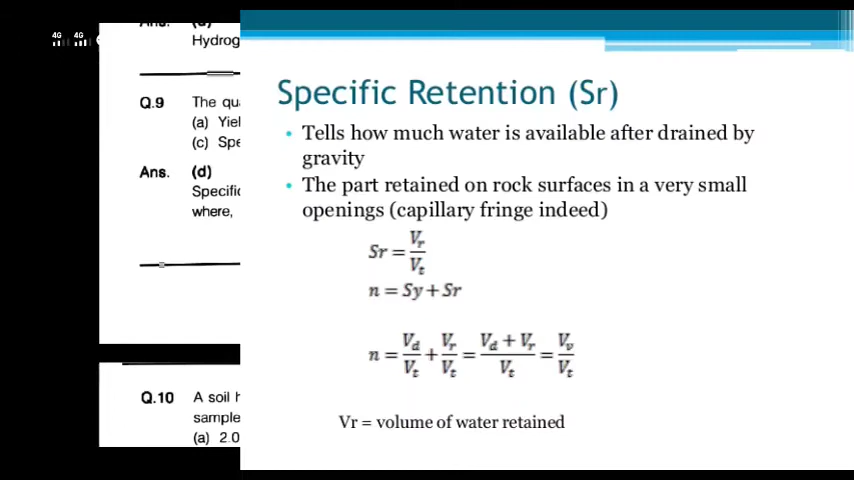 4G 4G
Hydrog
Q.9 The qua
(a) Yiel
(c) Spe
Ans. (d)
Specific
where,
Q.10 A soil h
sample
(a) 2.0
Specific Retention (Sr)
• Tells how much water is available after drained by
gravity
• The part retained on rock surfaces in a very small
openings (capillary fringe indeed)
Sr = Vr/Vt
n = Sy + Sr
n = Vd/Vt + Vr/Vt = (Vd + Vr)/Vt = Vv/Vt
Vr = volume of water retained